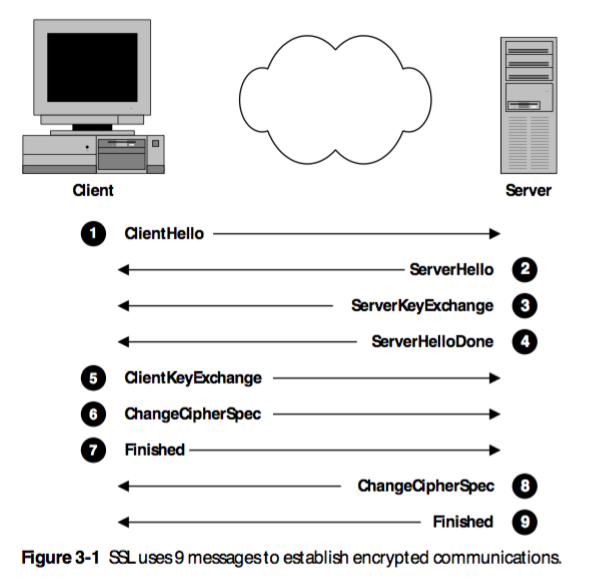 Client
Server
1 ClientHello
ServerHello 2
ServerKeyExchange 3
ServerHelloDone 4
5 ClientKeyExchange
6 ChangeCipherSpec
7 Finished
ChangeCipherSpec 8
Finished 9
Figure 3-1 SSL uses 9 messages to establish encrypted communications.